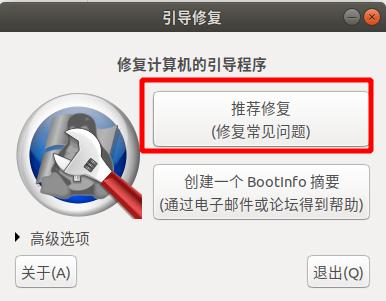 引导修复
修复计算机的引导程序
推荐修复
(修复常见问题)
创建一个 BootInfo 摘要
(通过电子邮件或论坛得到帮助)
高级选项
关于(A)
退出(Q)